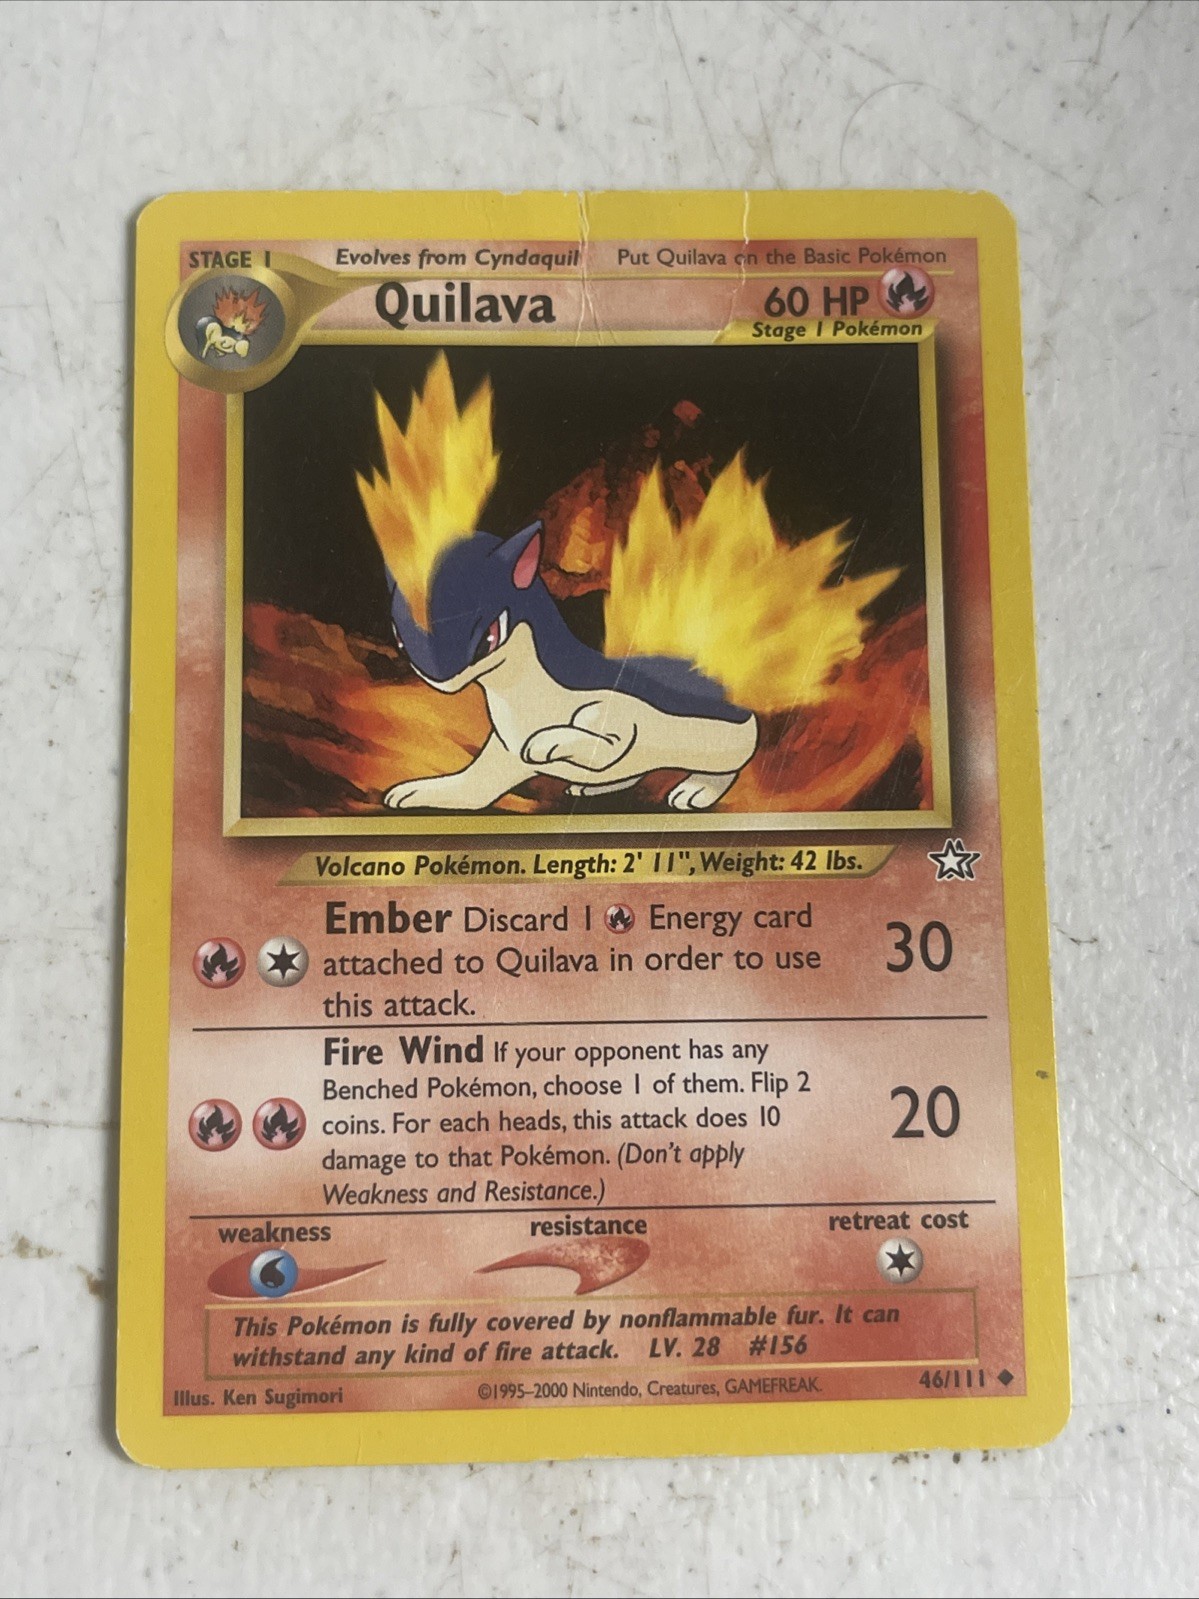 STAGE 1 Evolves from Cyndaquil Put Quilava on the Basic Pokémon
Quilava 60 HP
Stage 1 Pokémon
Volcano Pokémon. Length: 2' 11", Weight: 42 lbs.
Ember Discard 1 Energy card
attached to Quilava in order to use
this attack.
30
Fire Wind If your opponent has any
Benched Pokémon, choose 1 of them. Flip 2
coins. For each heads, this attack does 10
damage to that Pokémon. (Don't apply
Weakness and Resistance.)
20
weakness resistance retreat cost
This Pokémon is fully covered by nonflammable fur. It can
withstand any kind of fire attack. LV. 28 #156
Illus. Ken Sugimori ©1995–2000 Nintendo, Creatures, GAMEFREAK. 46/111